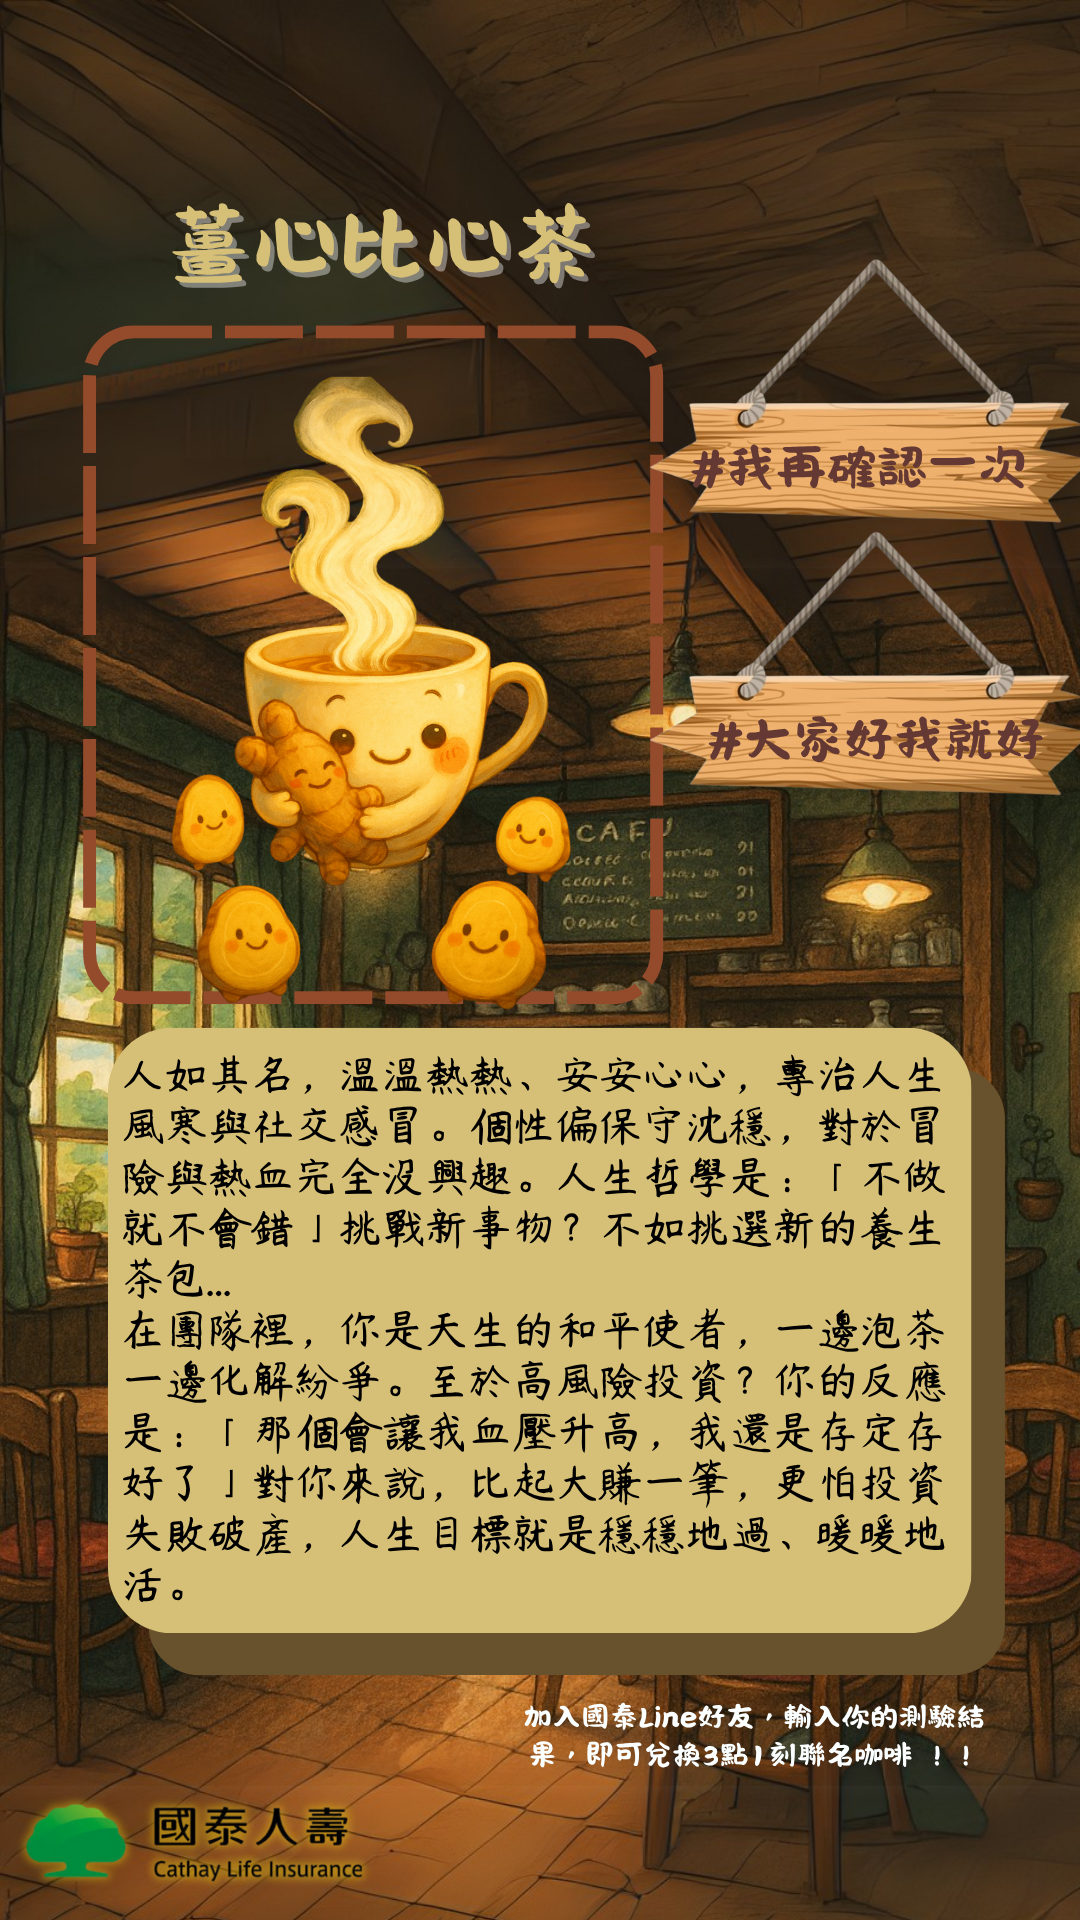 薑心比心茶
#我再確認一次
#大家好我就好
CAFU
人如其名，溫溫熱熱、安安心心，專治人生
風寒與社交感冒。個性偏保守沈穩，對於冒
險與熱血完全沒興趣。人生哲學是：「不做
就不會錯」挑戰新事物？不如挑選新的養生
茶包...
在團隊裡，你是天生的和平使者，一邊泡茶
一邊化解紛爭。至於高風險投資？你的反應
是：「那個會讓我血壓升高，我還是存定存
好了」對你來說，比起大賺一筆，更怕投資
失敗破產，人生目標就是穩穩地過、暖暖地
活。
加入國泰Line好友，輸入你的測驗結
果，即可兌換3點1刻聯名咖啡 ！！
國泰人壽
Cathay Life Insurance